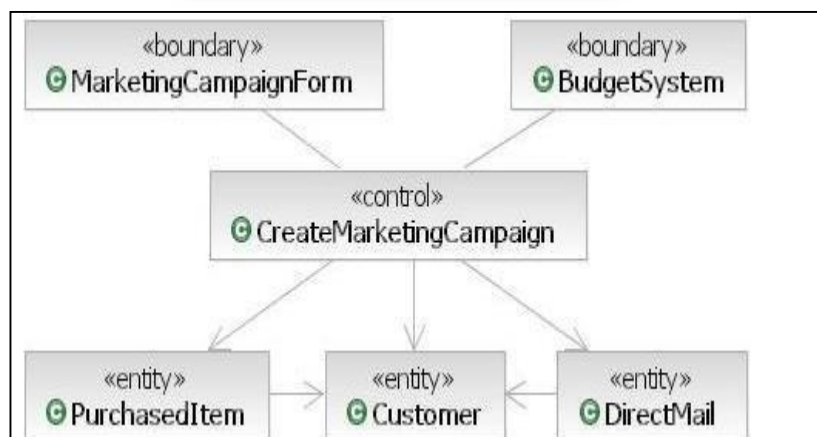 «boundary»
MarketingCampaignForm
«boundary»
BudgetSystem
«control»
CreateMarketingCampaign
«entity»
PurchasedItem
«entity»
Customer
«entity»
DirectMail